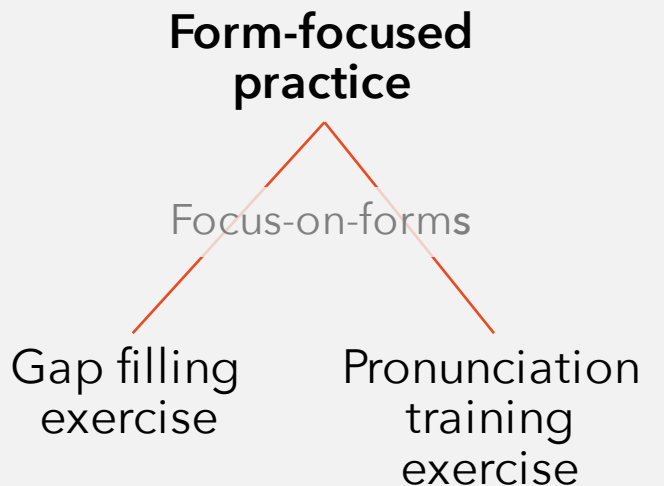 Form-focused
practice
Focus-on-forms
Gap filling
exercise
Pronunciation
training
exercise